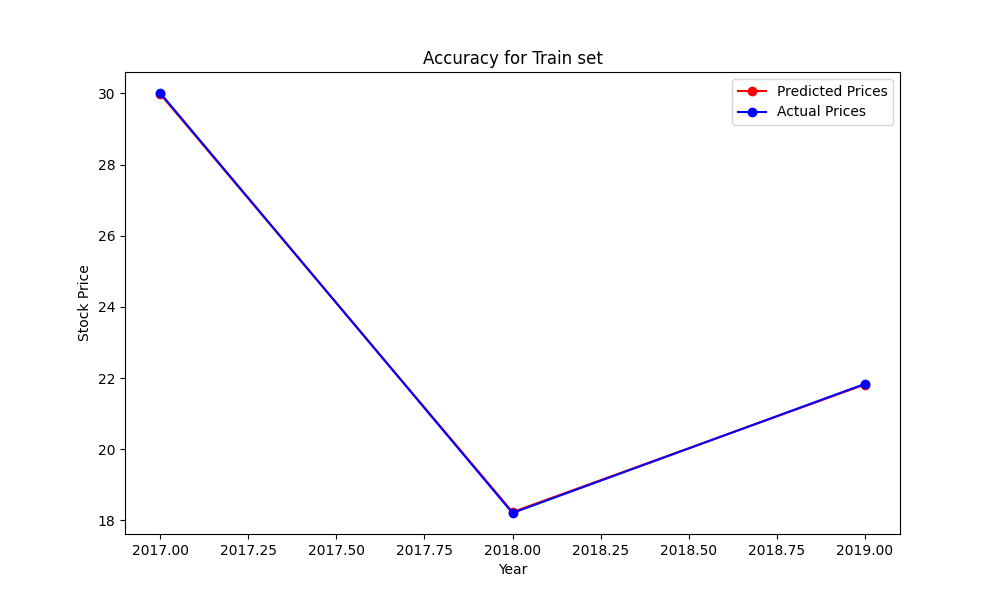 Accuracy for Train set
Predicted Prices
Actual Prices
30
28
26
24
22
20
18
Stock Price
2017.00 2017.25 2017.50 2017.75 2018.00 2018.25 2018.50 2018.75 2019.00
Year